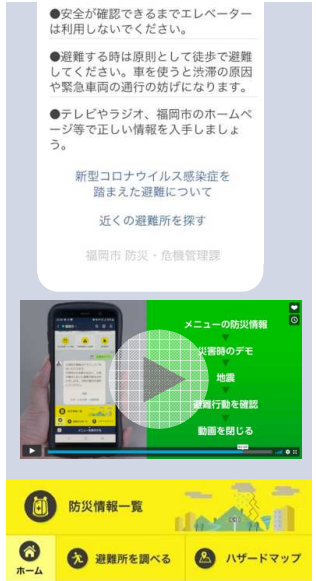 ●安全が確認できるまでエレベーター
は利用しないでください。
●避難する時は原則として徒歩で避難
してください。車を使うと渋滞の原因
や緊急車両の通行の妨げになります。
●テレビやラジオ、福岡市のホームペ
ージ等で正しい情報を入手しましょ
う。
新型コロナウイルス感染症を
踏まえた避難について
近くの避難所を探す
福岡市 防災・危機管理課
メニューの防災情報
災害時のデモ
地震
避難行動を確認
動画を閉じる
防災情報一覧
ホーム
避難所を調べる
ハザードマップ